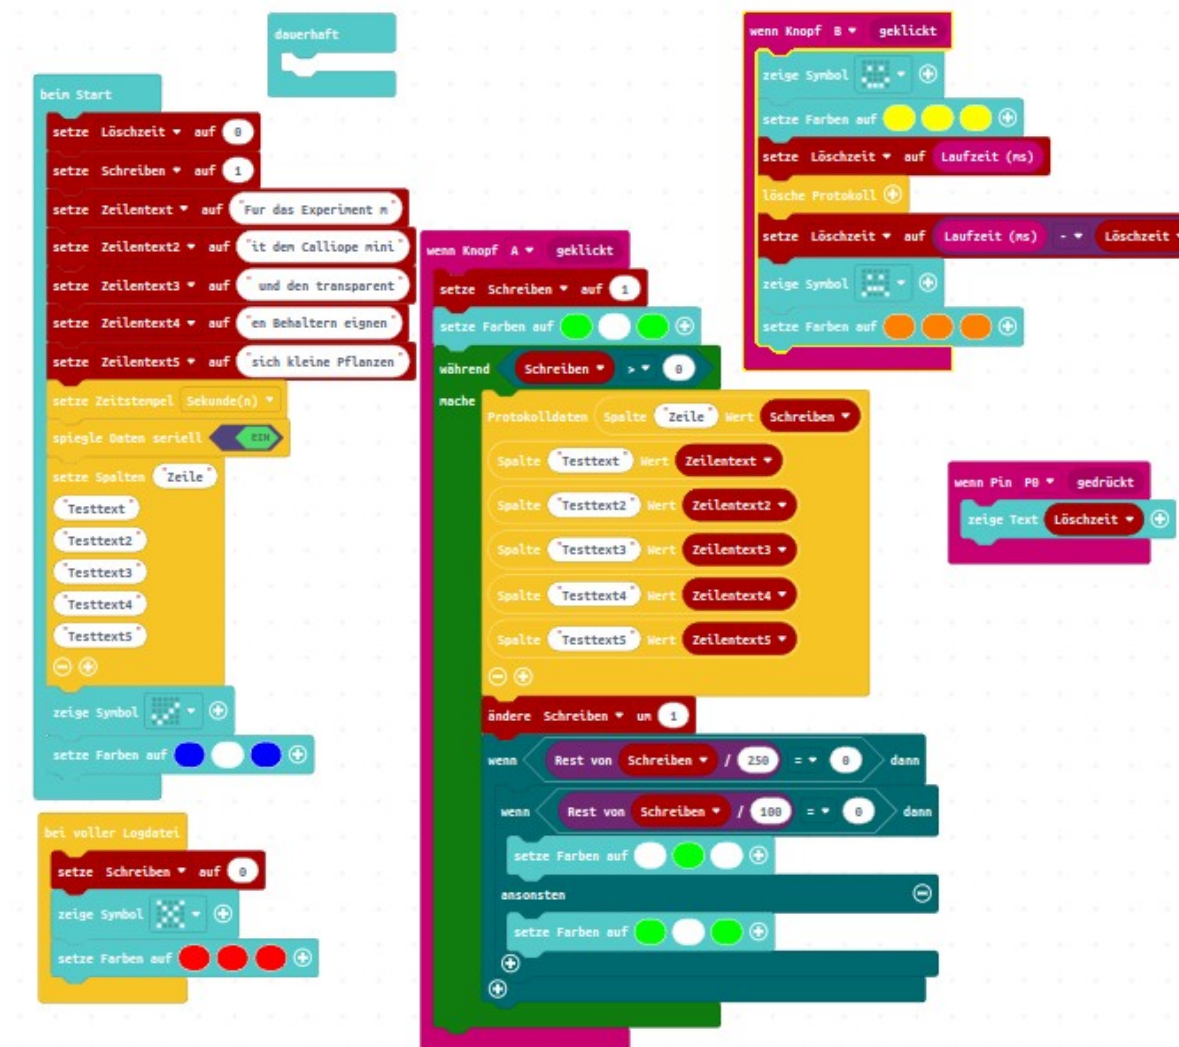 dauerhaft
beim Start
setze Löschzeit auf 0
setze Schreiben auf 1
setze Zeilentext auf "Fur das Experiment m"
setze Zeilentext2 auf "it dem Calliope mini"
setze Zeilentext3 auf " und den transparent"
setze Zeilentext4 auf "en Behaltern eignen"
setze Zeilentext5 auf "sich kleine Pflanzen"
setze Zeitstempel Sekunde(n)
spiegle Daten seriell EIN
setze Spalten "Zeile"
"Testtext"
"Testtext2"
"Testtext3"
"Testtext4"
"Testtext5"
zeige Symbol
setze Farben auf
bei voller Logdatei
setze Schreiben auf 0
zeige Symbol
setze Farben auf
wenn Knopf A geklickt
setze Schreiben auf 1
setze Farben auf
während Schreiben > 0
mache
Protokolldaten Spalte "Zeile" Wert Schreiben
Spalte "Testtext" Wert Zeilentext
Spalte "Testtext2" Wert Zeilentext2
Spalte "Testtext3" Wert Zeilentext3
Spalte "Testtext4" Wert Zeilentext4
Spalte "Testtext5" Wert Zeilentext5
ändere Schreiben um 1
wenn Rest von Schreiben / 250 = 0 dann
wenn Rest von Schreiben / 100 = 0 dann
setze Farben auf
ansonsten
setze Farben auf
wenn Knopf B geklickt
zeige Symbol
setze Farben auf
setze Löschzeit auf Laufzeit (ms)
lösche Protokoll
setze Löschzeit auf Laufzeit (ms) - Löschzeit
zeige Symbol
setze Farben auf
wenn Pin P0 gedrückt
zeige Text Löschzeit